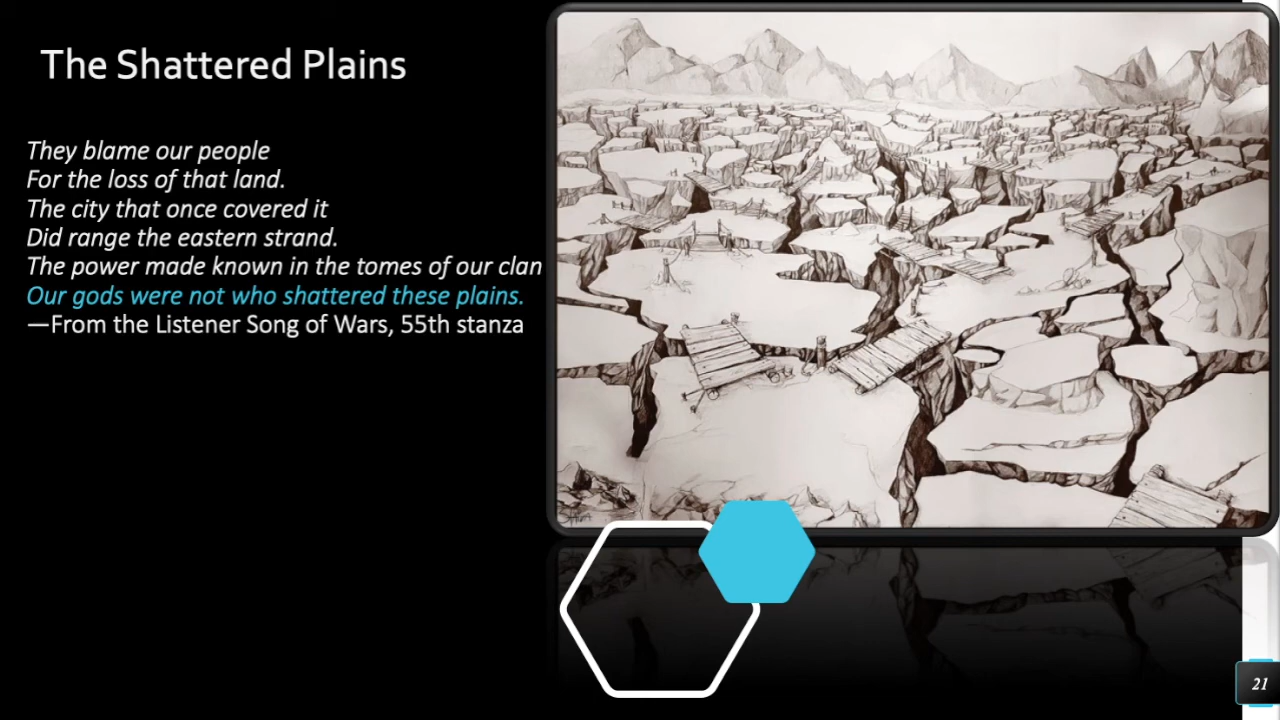 The Shattered Plains
They blame our people
For the loss of that land.
The city that once covered it
Did range the eastern strand.
The power made known in the tomes of our clan
Our gods were not who shattered these plains.
—From the Listener Song of Wars, 55th stanza
21